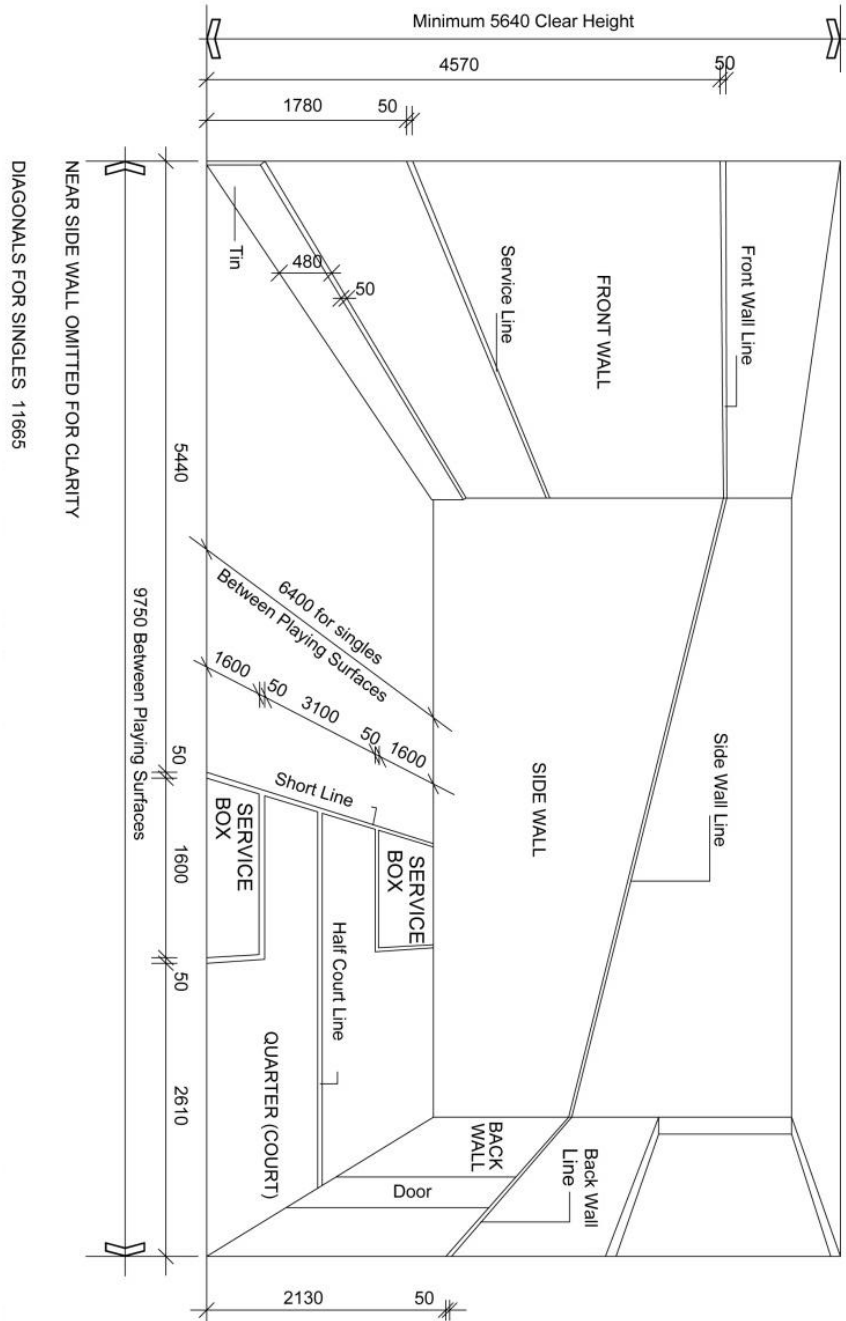 Minimum 5640 Clear Height
4570
50
1780
50
Front Wall Line
FRONT WALL
Service Line
480
50
Tin
NEAR SIDE WALL OMITTED FOR CLARITY
DIAGONALS FOR SINGLES 11665
5440
6400 for singles
Between Playing Surfaces
1600
50
3100
50
1600
9750 Between Playing Surfaces
50
1600
50
2610
Short Line
SERVICE
BOX
SERVICE
BOX
SIDE WALL
Side Wall Line
Half Court Line
QUARTER (COURT)
BACK
WALL
Door
Back Wall
Line
2130
50